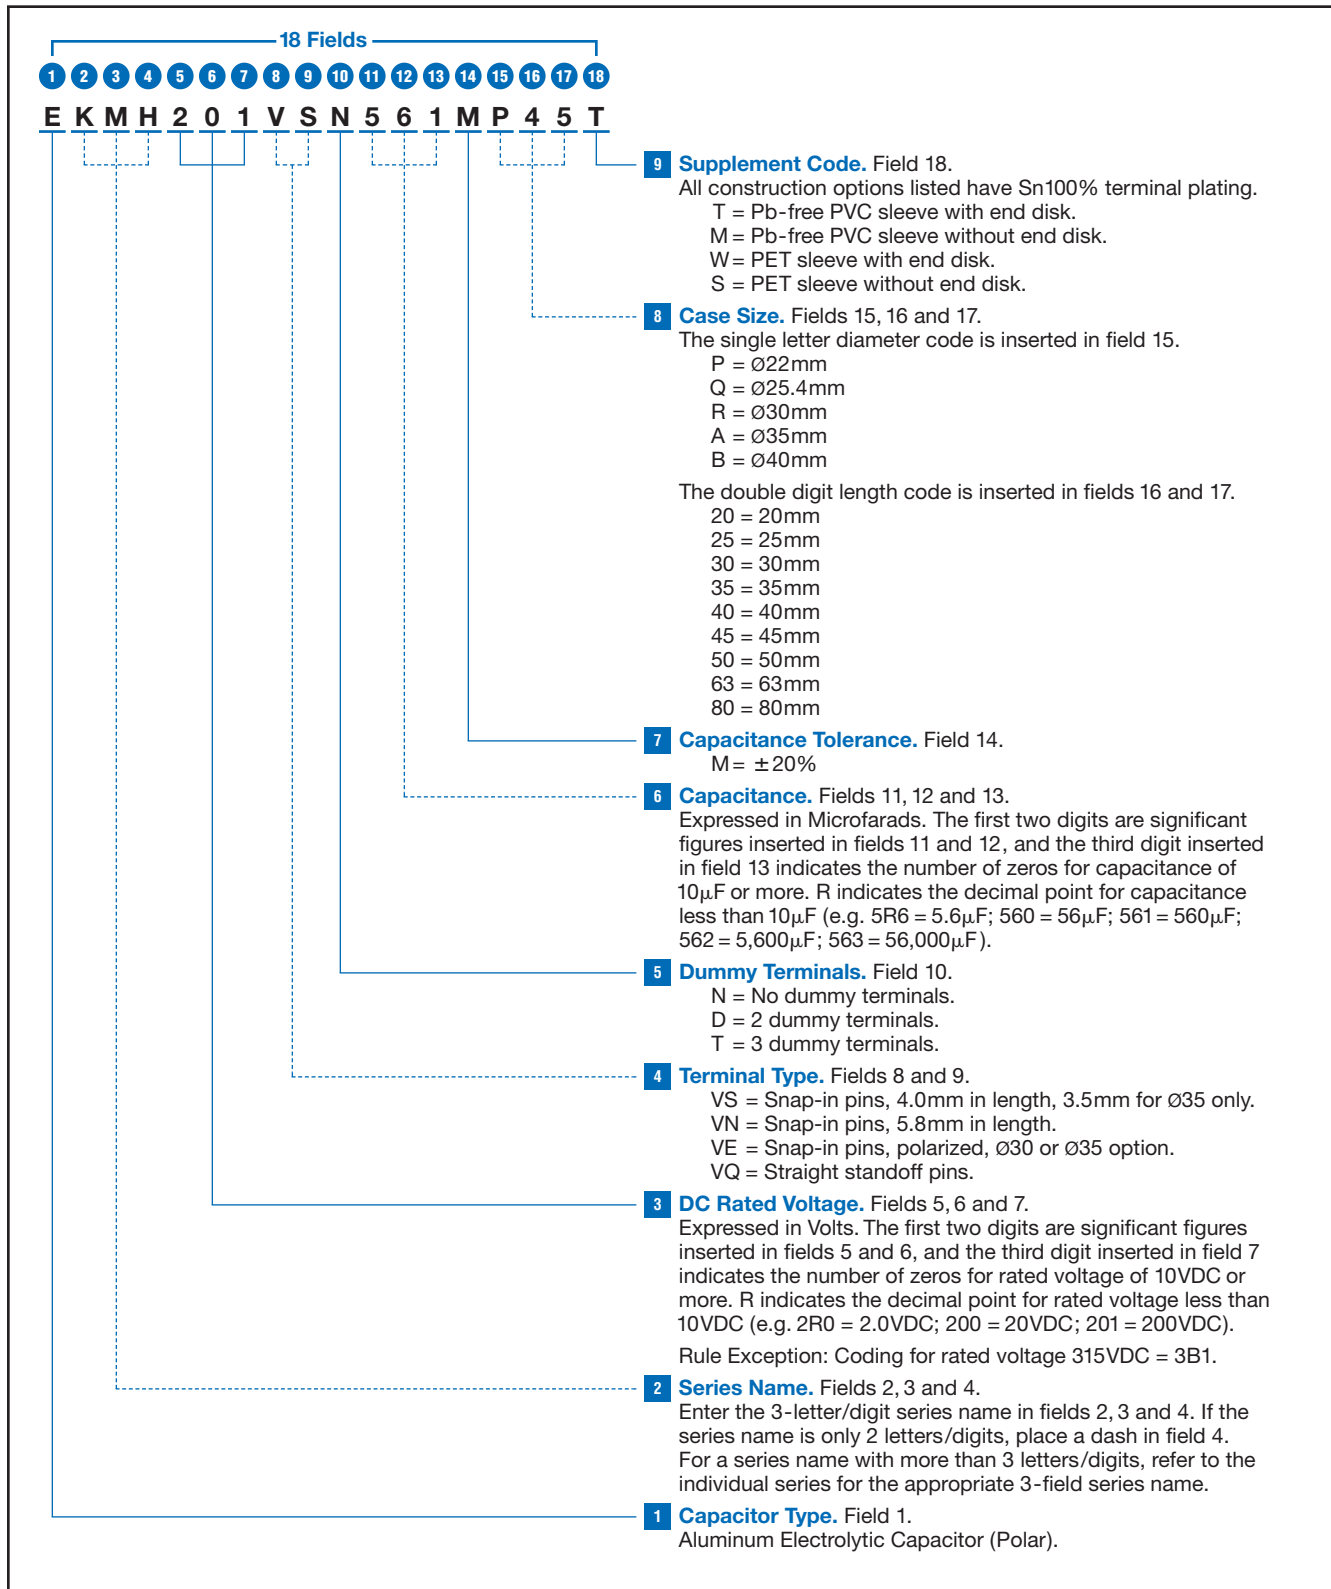 18 Fields
1 2 3 4 5 6 7 8 9 10 11 12 13 14 15 16 17 18
E K M H 2 0 1 V S N 5 6 1 M P 4 5 T
9 Supplement Code. Field 18.
All construction options listed have Sn100% terminal plating.
T = Pb-free PVC sleeve with end disk.
M = Pb-free PVC sleeve without end disk.
W = PET sleeve with end disk.
S = PET sleeve without end disk.
8 Case Size. Fields 15, 16 and 17.
The single letter diameter code is inserted in field 15.
P = Ø22mm
Q = Ø25.4mm
R = Ø30mm
A = Ø35mm
B = Ø40mm
The double digit length code is inserted in fields 16 and 17.
20 = 20mm
25 = 25mm
30 = 30mm
35 = 35mm
40 = 40mm
45 = 45mm
50 = 50mm
63 = 63mm
80 = 80mm
7 Capacitance Tolerance. Field 14.
M = ±20%
6 Capacitance. Fields 11, 12 and 13.
Expressed in Microfarads. The first two digits are significant
figures inserted in fields 11 and 12, and the third digit inserted
in field 13 indicates the number of zeros for capacitance of
10µF or more. R indicates the decimal point for capacitance
less than 10µF (e.g. 5R6 = 5.6µF; 560 = 56µF; 561 = 560µF;
562 = 5,600µF; 563 = 56,000µF).
5 Dummy Terminals. Field 10.
N = No dummy terminals.
D = 2 dummy terminals.
T = 3 dummy terminals.
4 Terminal Type. Fields 8 and 9.
VS = Snap-in pins, 4.0mm in length, 3.5mm for Ø35 only.
VN = Snap-in pins, 5.8mm in length.
VE = Snap-in pins, polarized, Ø30 or Ø35 option.
VQ = Straight standoff pins.
3 DC Rated Voltage. Fields 5, 6 and 7.
Expressed in Volts. The first two digits are significant figures
inserted in fields 5 and 6, and the third digit inserted in field 7
indicates the number of zeros for rated voltage of 10VDC or
more. R indicates the decimal point for rated voltage less than
10VDC (e.g. 2R0 = 2.0VDC; 200 = 20VDC; 201 = 200VDC).
Rule Exception: Coding for rated voltage 315VDC = 3B1.
2 Series Name. Fields 2, 3 and 4.
Enter the 3-letter/digit series name in fields 2, 3 and 4. If the
series name is only 2 letters/digits, place a dash in field 4.
For a series name with more than 3 letters/digits, refer to the
individual series for the appropriate 3-field series name.
1 Capacitor Type. Field 1.
Aluminum Electrolytic Capacitor (Polar).